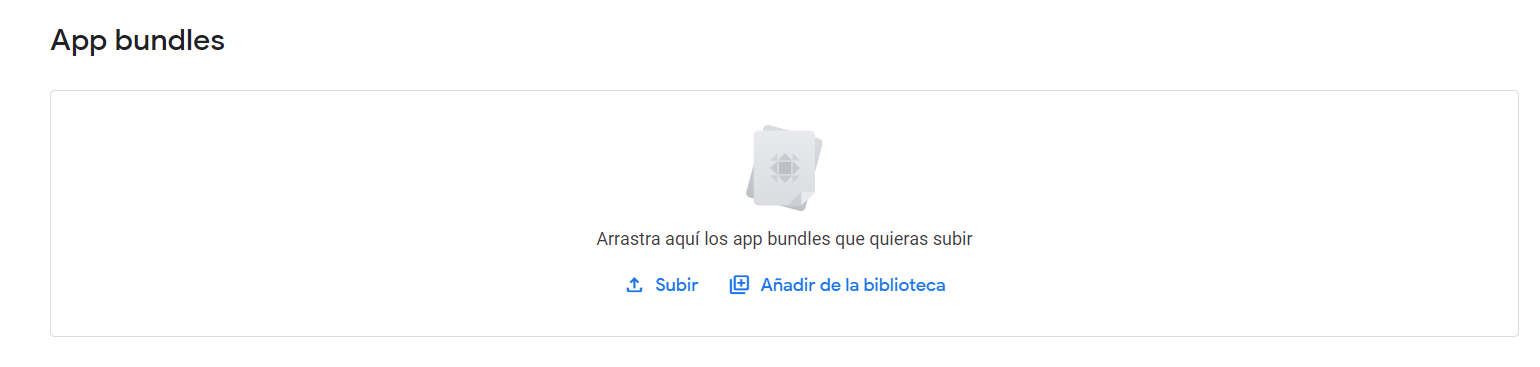 App bundles
Arrastra aquí los app bundles que quieras subir
Subir Añadir de la biblioteca